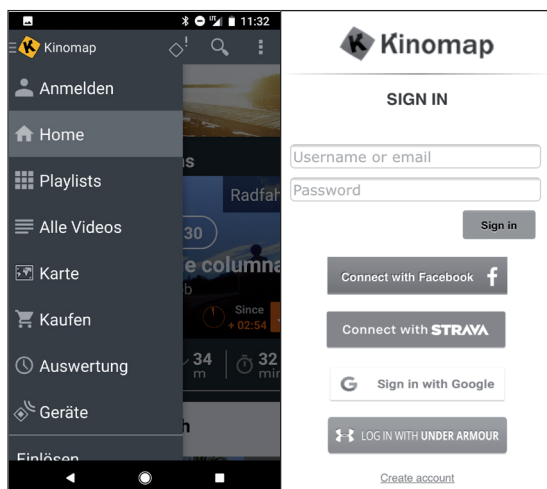 11:32
Kinomap
Anmelden
Home
Playlists
Alle Videos
Karte
Kaufen
Auswertung
Geräte
Einlösen
Radfah
30
e columna
b
Since
+ 02:54
34
m
32
min
h
Kinomap
SIGN IN
Username or email
Password
Sign in
Connect with Facebook f
Connect with STRAVA
G Sign in with Google
LOG IN WITH UNDER ARMOUR
Create account